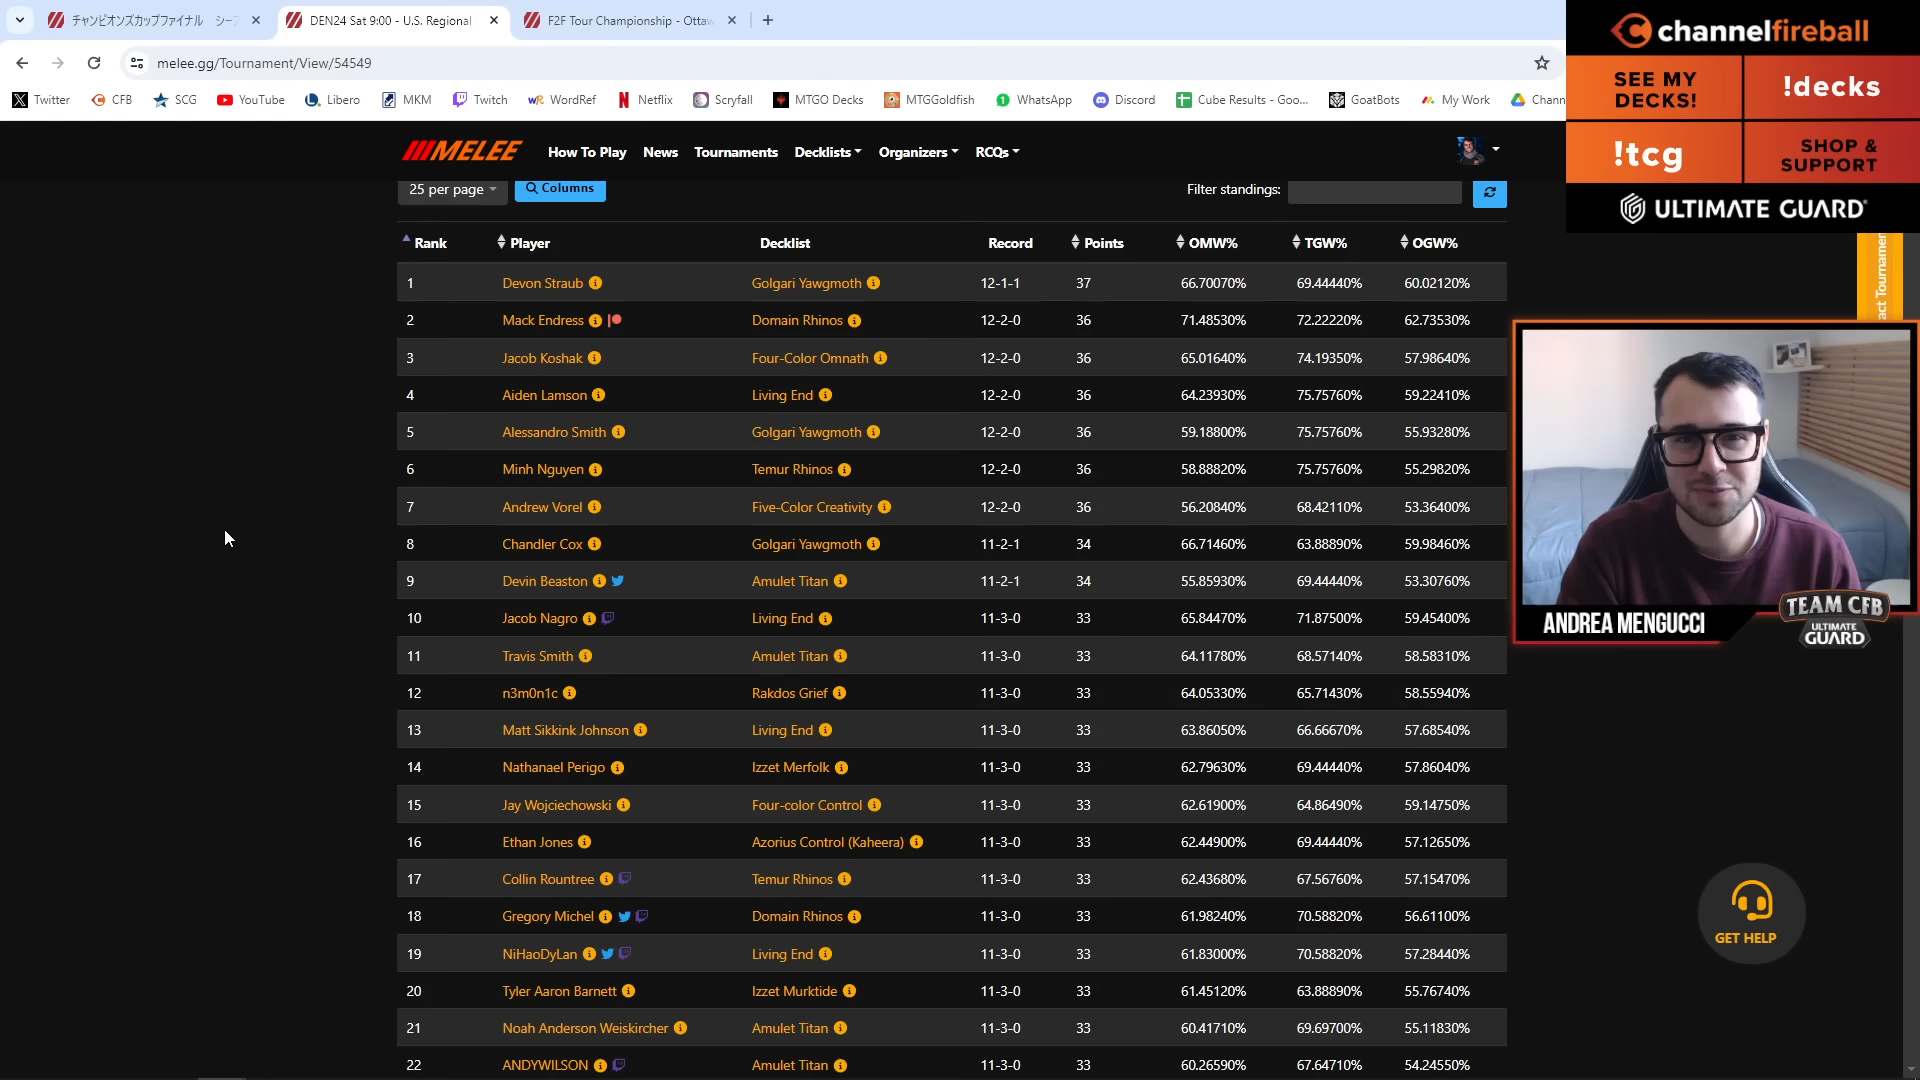 チャンピオンズカップファイナル シーズ
DEN24 Sat 9:00 - U.S. Regional
F2F Tour Championship - Ottaw
melee.gg/Tournament/View/54549
Twitter CFB SCG YouTube Libero MKM Twitch WordRef Netflix Scryfall MTGO Decks MTGGoldfish WhatsApp Discord Cube Results - Goo... GoatBots My Work Chann
channelfireball
SEE MY DECKS!
!decks
!tcg
SHOP & SUPPORT
ULTIMATE GUARD
MELEE How To Play News Tournaments Decklists Organizers RCQs
25 per page Columns Filter standings:
Rank Player Decklist Record Points OMW% TGW% OGW%
1 Devon Straub Golgari Yawgmoth 12-1-1 37 66.70070% 69.44440% 60.02120%
2 Mack Endress Domain Rhinos 12-2-0 36 71.48530% 72.22220% 62.73530%
3 Jacob Koshak Four-Color Omnath 12-2-0 36 65.01640% 74.19350% 57.98640%
4 Aiden Lamson Living End 12-2-0 36 64.23930% 75.75760% 59.22410%
5 Alessandro Smith Golgari Yawgmoth 12-2-0 36 59.18800% 75.75760% 55.93280%
6 Minh Nguyen Temur Rhinos 12-2-0 36 58.88820% 75.75760% 55.29820%
7 Andrew Vorel Five-Color Creativity 12-2-0 36 56.20840% 68.42110% 53.36400%
8 Chandler Cox Golgari Yawgmoth 11-2-1 34 66.71460% 63.88890% 59.98460%
9 Devin Beaston Amulet Titan 11-2-1 34 55.85930% 69.44440% 53.30760%
10 Jacob Nagro Living End 11-3-0 33 65.84470% 71.87500% 59.45400%
11 Travis Smith Amulet Titan 11-3-0 33 64.11780% 68.57140% 58.58310%
12 n3m0n1c Rakdos Grief 11-3-0 33 64.05330% 65.71430% 58.55940%
13 Matt Sikkink Johnson Living End 11-3-0 33 63.86050% 66.66670% 57.68540%
14 Nathanael Perigo Izzet Merfolk 11-3-0 33 62.79630% 69.44440% 57.86040%
15 Jay Wojciechowski Four-color Control 11-3-0 33 62.61900% 64.86490% 59.14750%
16 Ethan Jones Azorius Control (Kaheera) 11-3-0 33 62.44900% 69.44440% 57.12650%
17 Collin Rountree Temur Rhinos 11-3-0 33 62.43680% 67.56760% 57.15470%
18 Gregory Michel Domain Rhinos 11-3-0 33 61.98240% 70.58820% 56.61100%
19 NiHaoDyLan Living End 11-3-0 33 61.83000% 70.58820% 57.28440%
20 Tyler Aaron Barnett Izzet Murktide 11-3-0 33 61.45120% 63.88890% 55.76740%
21 Noah Anderson Weiskircher Amulet Titan 11-3-0 33 60.41710% 69.69700% 55.11830%
22 ANDYWILSON Amulet Titan 11-3-0 33 60.26590% 67.64710% 54.24550%
act Tournamen
ANDREA MENGUCCI
TEAM CFB
ULTIMATE
GUARD
GET HELP